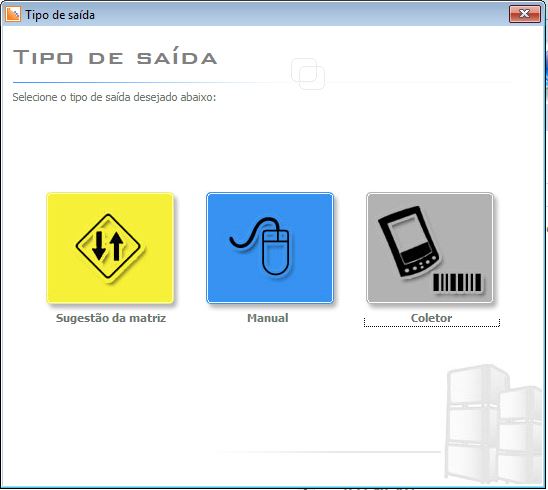 Tipo de saída
Tipo de saída
Selecione o tipo de saída desejado abaixo:
Sugestão da matriz
Manual
Coletor